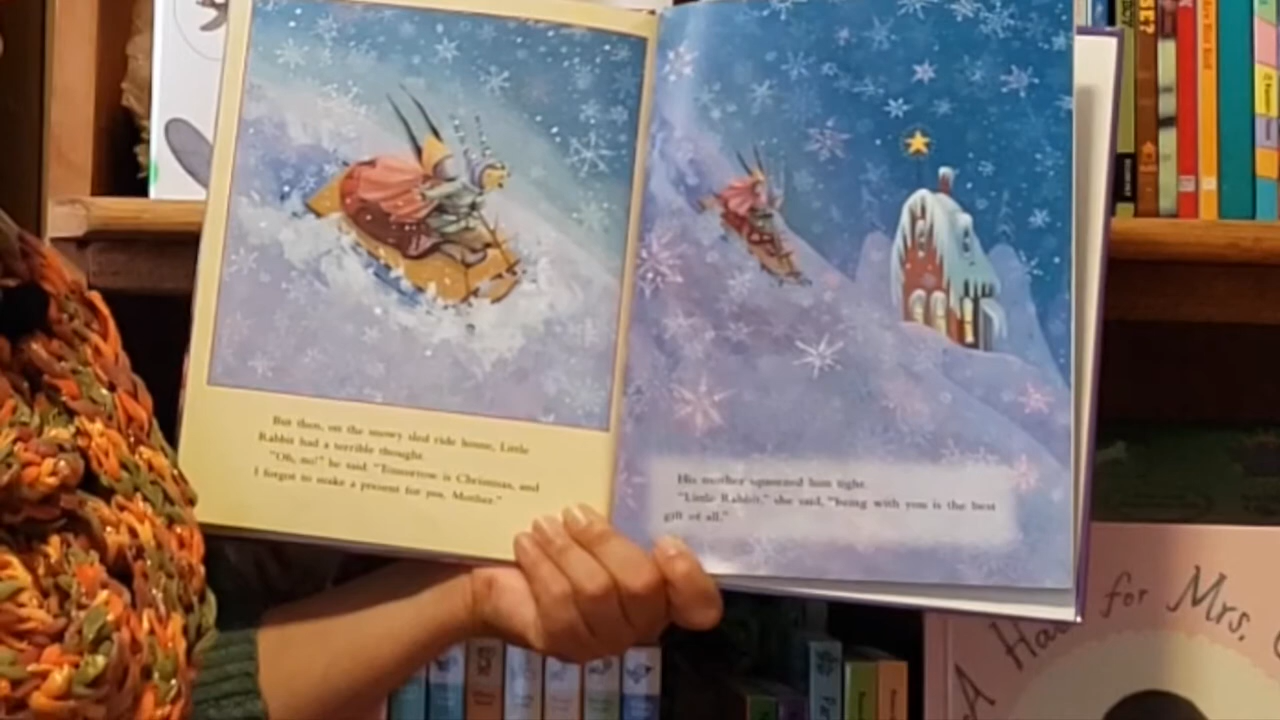 But then, on the snowy sled ride home, Little
Rabbit had a terrible thought.
"Oh, no!" he said. "Tomorrow is Christmas, and
I forgot to make a present for you, Mother."
His mother squeezed him tight.
"Little Rabbit," she said, "being with you is the best
gift of all."
A Hat for Mrs.